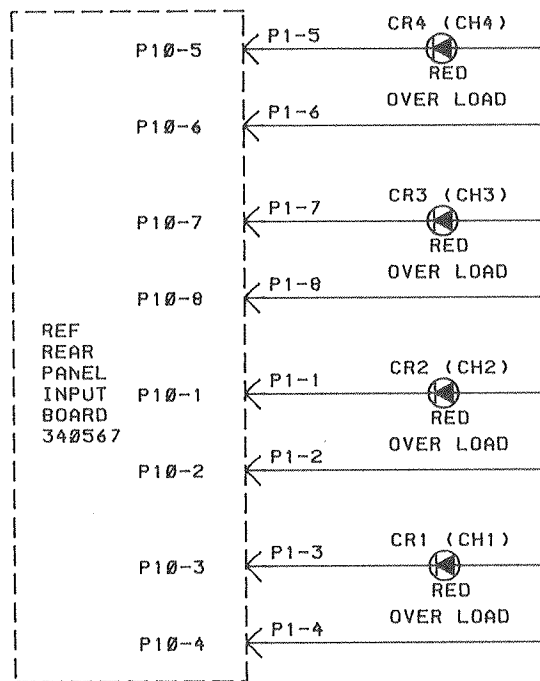 P10-5 P1-5 CR4 (CH4)
RED
OVER LOAD
P10-6 P1-6
P10-7 P1-7 CR3 (CH3)
RED
OVER LOAD
P10-8 P1-8
REF
REAR
PANEL
INPUT
BOARD
340567
P10-1 P1-1 CR2 (CH2)
RED
OVER LOAD
P10-2 P1-2
P10-3 P1-3 CR1 (CH1)
RED
OVER LOAD
P10-4 P1-4